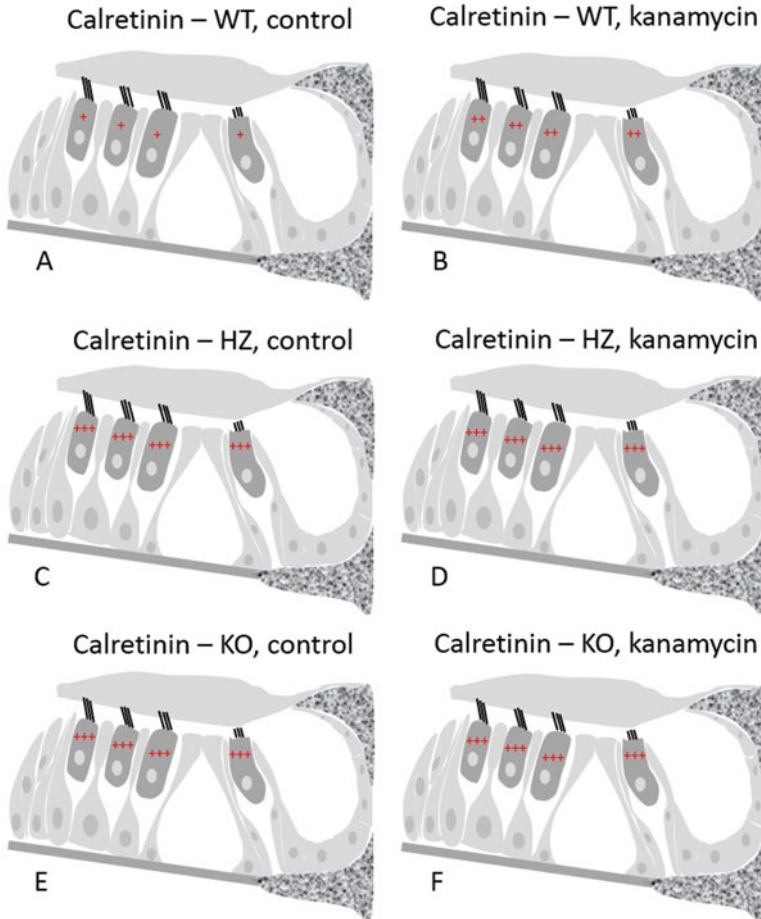 Calretinin – WT, control
Calretinin – WT, kanamycin
+ + + +
++ ++ ++ ++
A
B
Calretinin – HZ, control
Calretinin – HZ, kanamycin
+++ +++ +++ +++
+++ +++ +++ +++
C
D
Calretinin – KO, control
Calretinin – KO, kanamycin
+++ +++ +++ +++
+++ +++ +++ +++
E
F